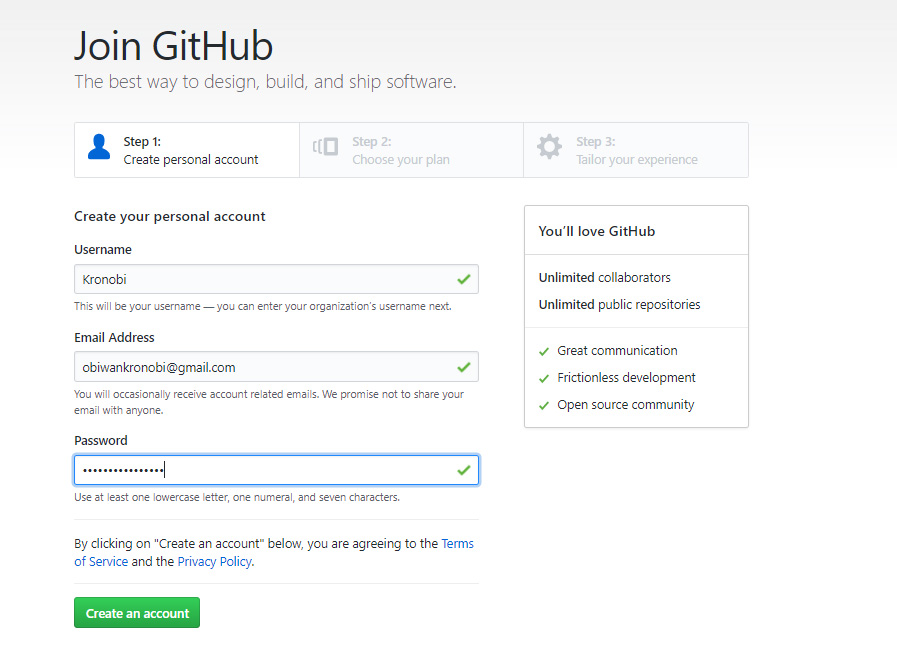 Join GitHub
The best way to design, build, and ship software.
Step 1:
Create personal account
Step 2:
Choose your plan
Step 3:
Tailor your experience
Create your personal account
Username
Kronobi
This will be your username — you can enter your organization's username next.
Email Address
obiwankronobi@gmail.com
You will occasionally receive account related emails. We promise not to share your
email with anyone.
Password
••••••••••••••••
Use at least one lowercase letter, one numeral, and seven characters.
By clicking on "Create an account" below, you are agreeing to the Terms
of Service and the Privacy Policy.
Create an account
You'll love GitHub
Unlimited collaborators
Unlimited public repositories
Great communication
Frictionless development
Open source community